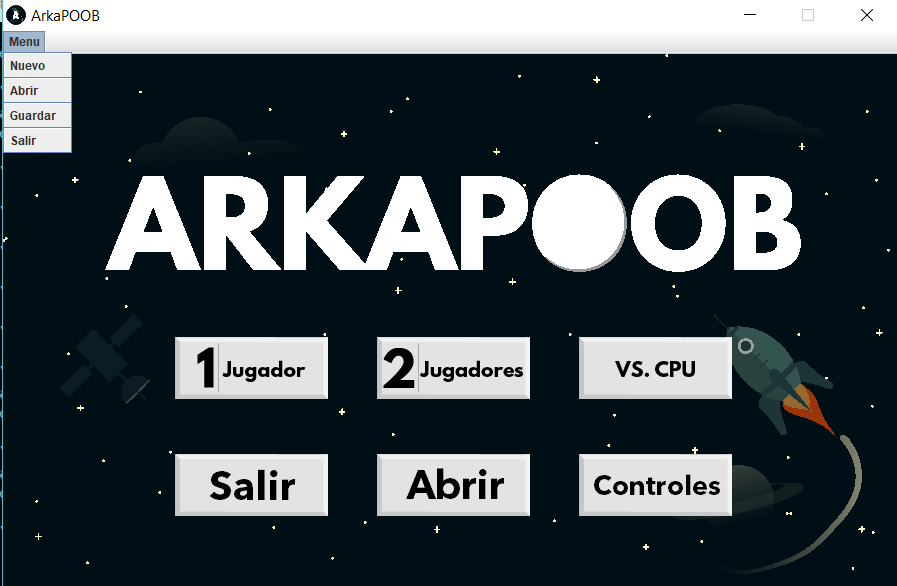 ArkaPOOB
Menu
Nuevo
Abrir
Guardar
Salir
ARKAPOOB
1 Jugador
2 Jugadores
VS. CPU
Salir
Abrir
Controles